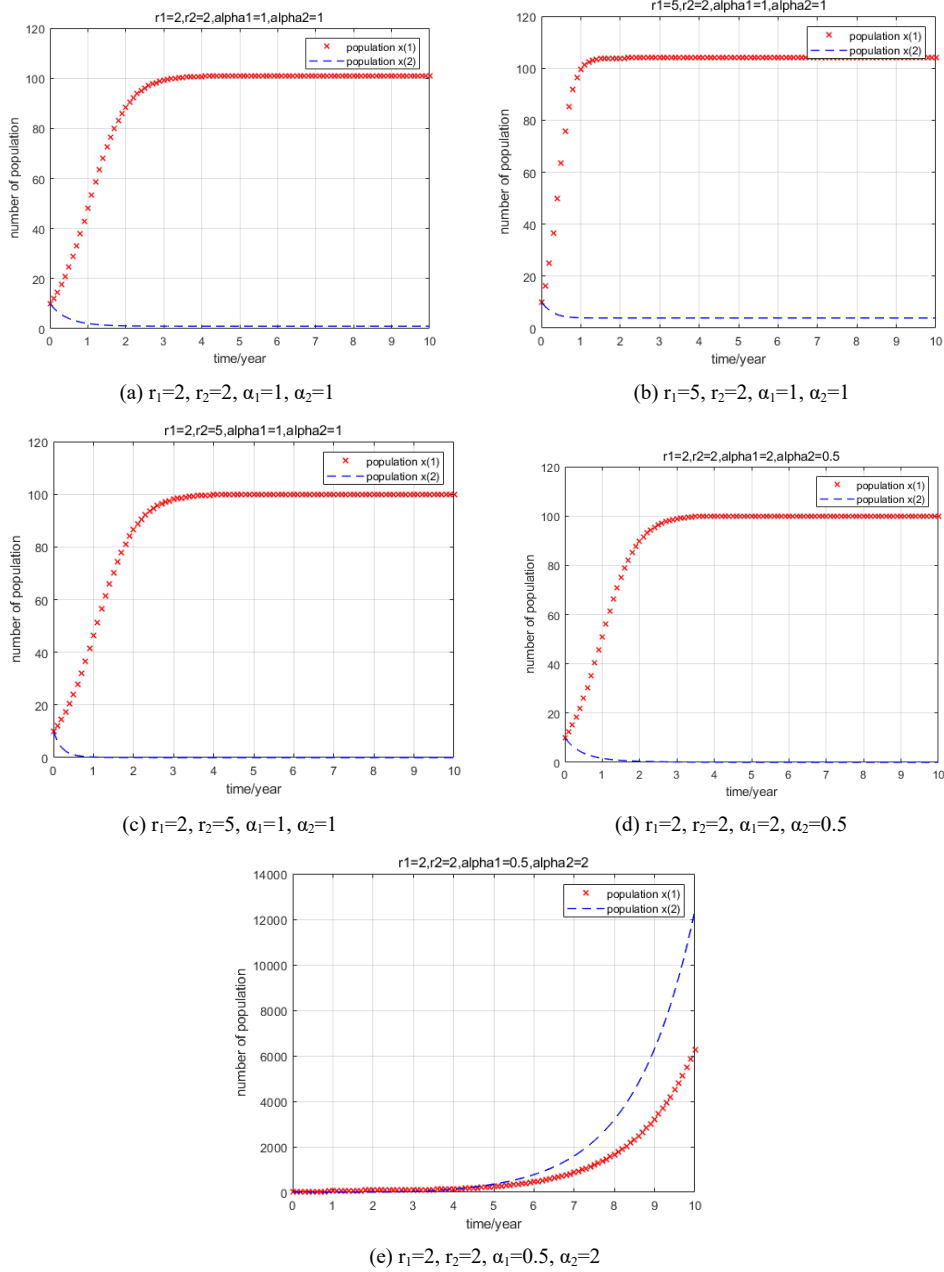 r1=2,r2=2,alpha1=1,alpha2=1
120
100
80
60
40
20
0
number of population
population x(1)
population x(2)
0 1 2 3 4 5 6 7 8 9 10
time/year
(a) r₁=2, r₂=2, α₁=1, α₂=1
r1=5,r2=2,alpha1=1,alpha2=1
120
100
80
60
40
20
0
number of population
population x(1)
population x(2)
0 1 2 3 4 5 6 7 8 9 10
time/year
(b) r₁=5, r₂=2, α₁=1, α₂=1
r1=2,r2=5,alpha1=1,alpha2=1
120
100
80
60
40
20
0
number of population
population x(1)
population x(2)
0 1 2 3 4 5 6 7 8 9 10
time/year
(c) r₁=2, r₂=5, α₁=1, α₂=1
r1=2,r2=2,alpha1=2,alpha2=0.5
120
100
80
60
40
20
0
number of population
population x(1)
population x(2)
0 1 2 3 4 5 6 7 8 9 10
time/year
(d) r₁=2, r₂=2, α₁=2, α₂=0.5
r1=2,r2=2,alpha1=0.5,alpha2=2
14000
12000
10000
8000
6000
4000
2000
0
number of population
population x(1)
population x(2)
0 1 2 3 4 5 6 7 8 9 10
time/year
(e) r₁=2, r₂=2, α₁=0.5, α₂=2